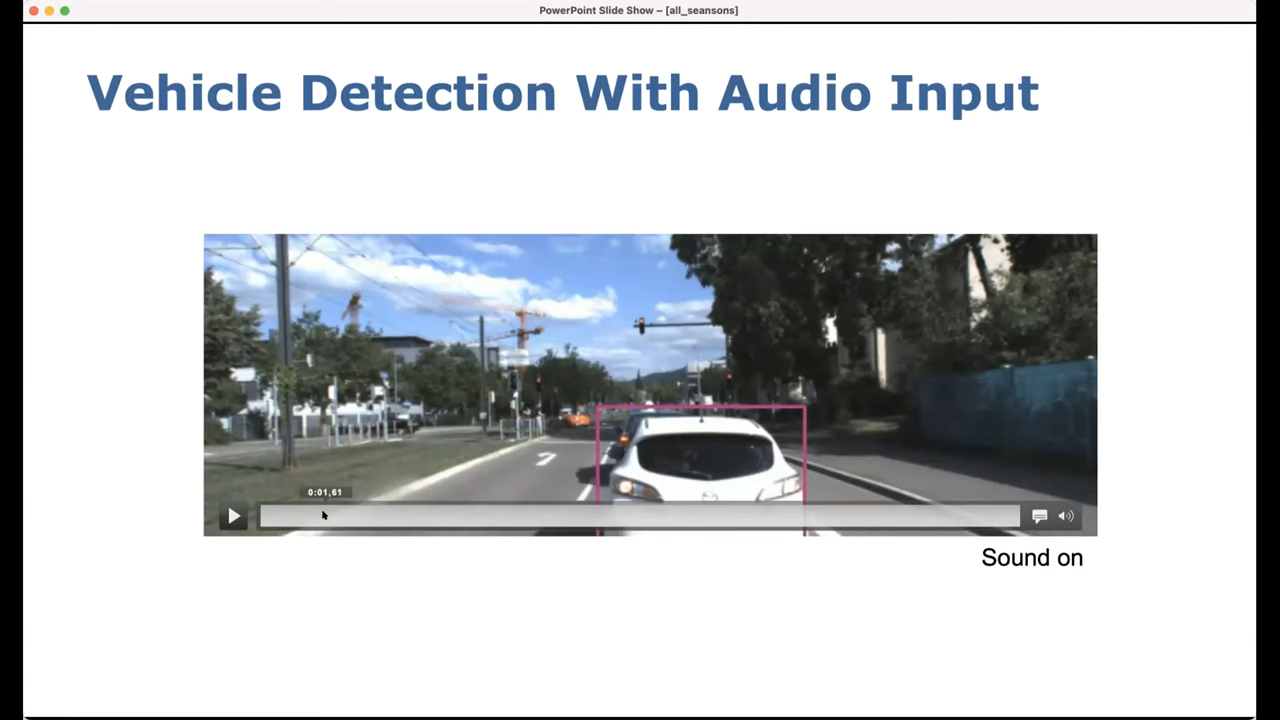 PowerPoint Slide Show – [all_seansons]
Vehicle Detection With Audio Input
0:01,61
Sound on